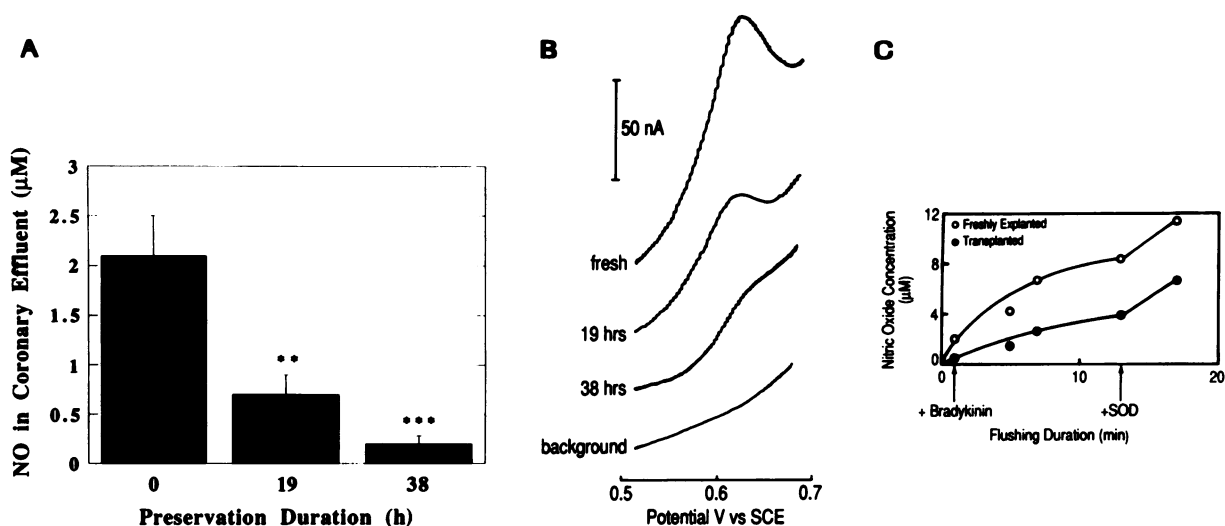 A
NO in Coronary Effluent (µM)
3
2.5
2
1.5
1
0.5
0
**
***
0 19 38
Preservation Duration (h)
B
50 nA
fresh
19 hrs
38 hrs
background
0.5 0.6 0.7
Potential V vs SCE
C
Nitric Oxide Concentration
(µM)
12
8
4
0
Freshly Explanted
Transplanted
0 10 20
+ Bradykinin +SOD
Flushing Duration (min)